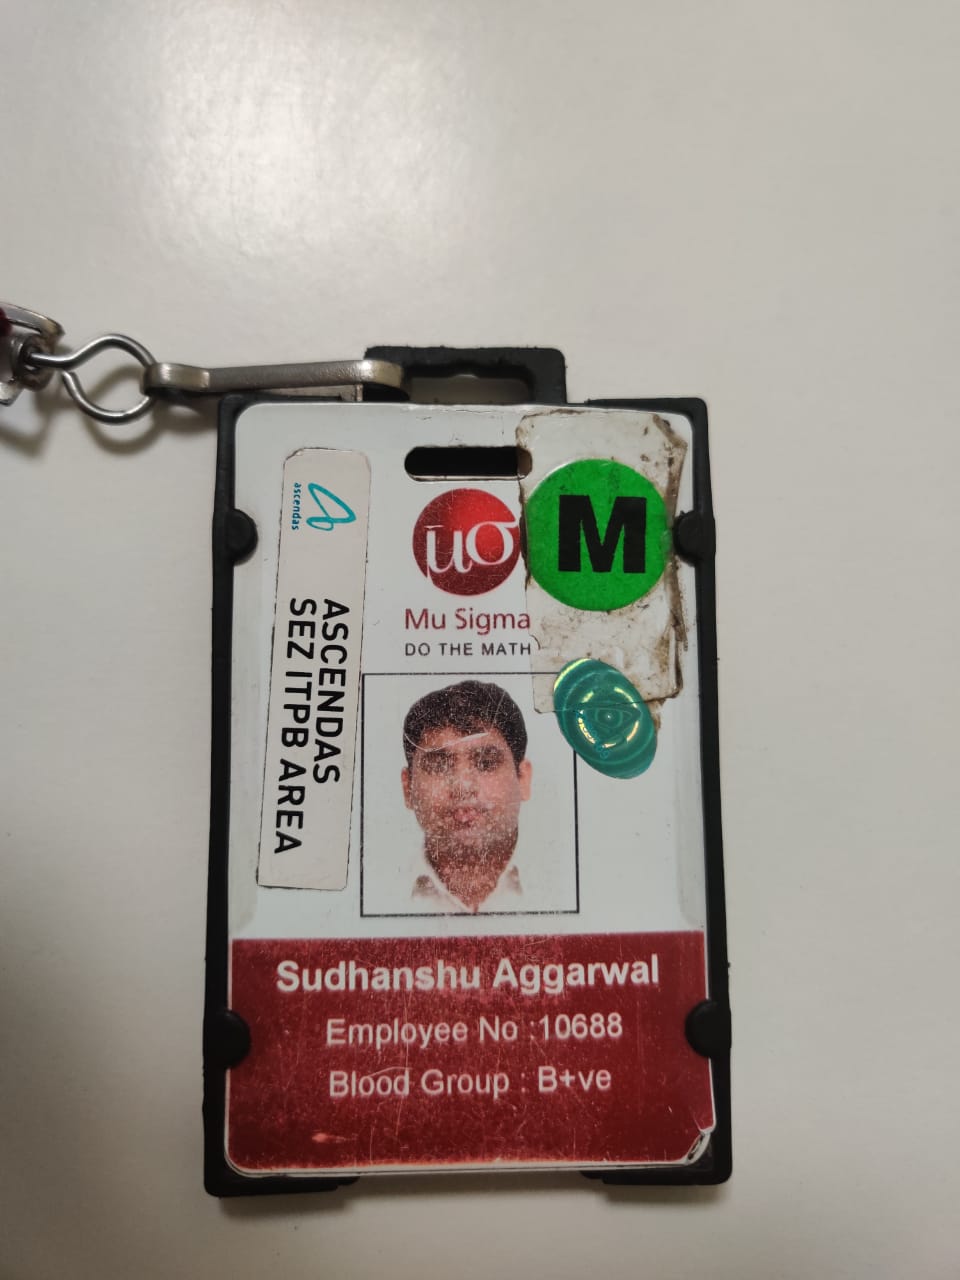 ascendas
ASCENDAS
SEZ ITPB AREA
μσ
M
Mu Sigma
DO THE MATH
Sudhanshu Aggarwal
Employee No :10688
Blood Group : B+ve